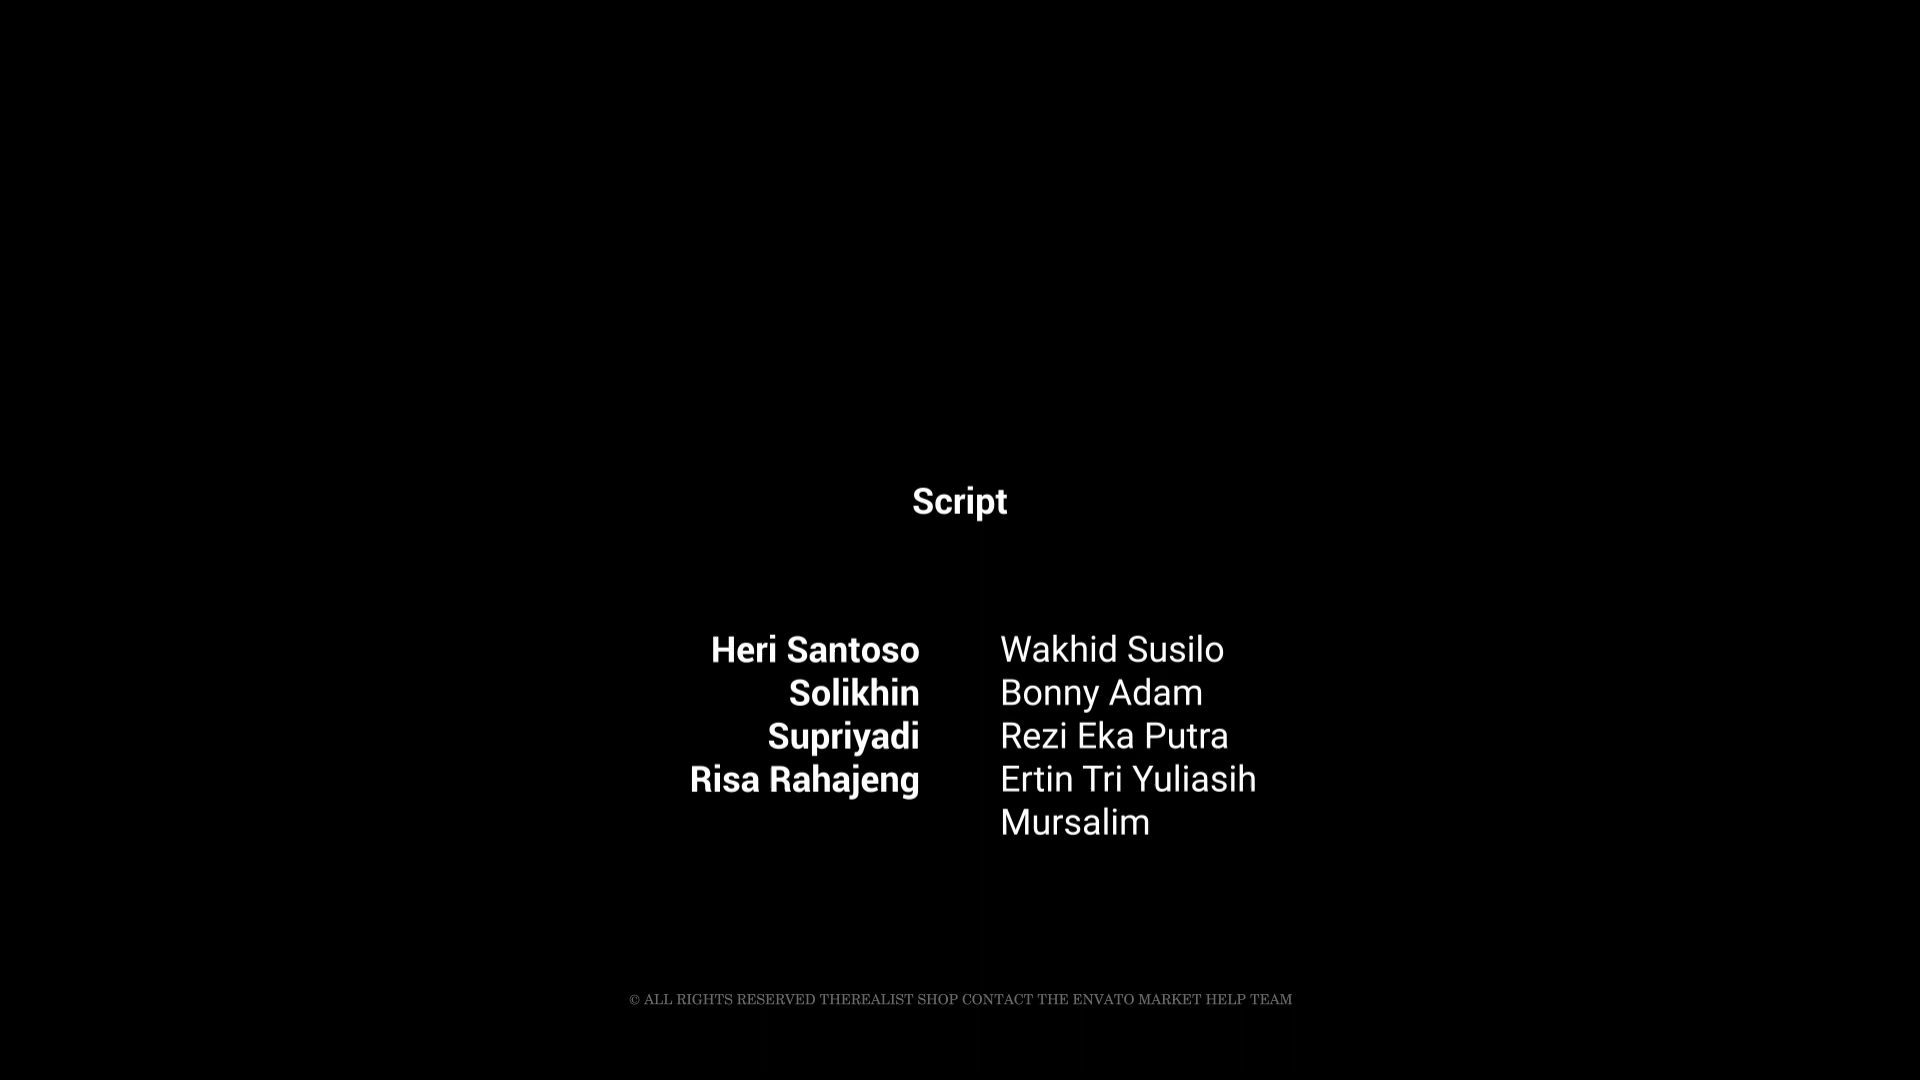 Script
Heri Santoso Wakhid Susilo
Solikhin Bonny Adam
Supriyadi Rezi Eka Putra
Risa Rahajeng Ertin Tri Yuliasih
Mursalim
© ALL RIGHTS RESERVED THEREALIST SHOP CONTACT THE ENVATO MARKET HELP TEAM